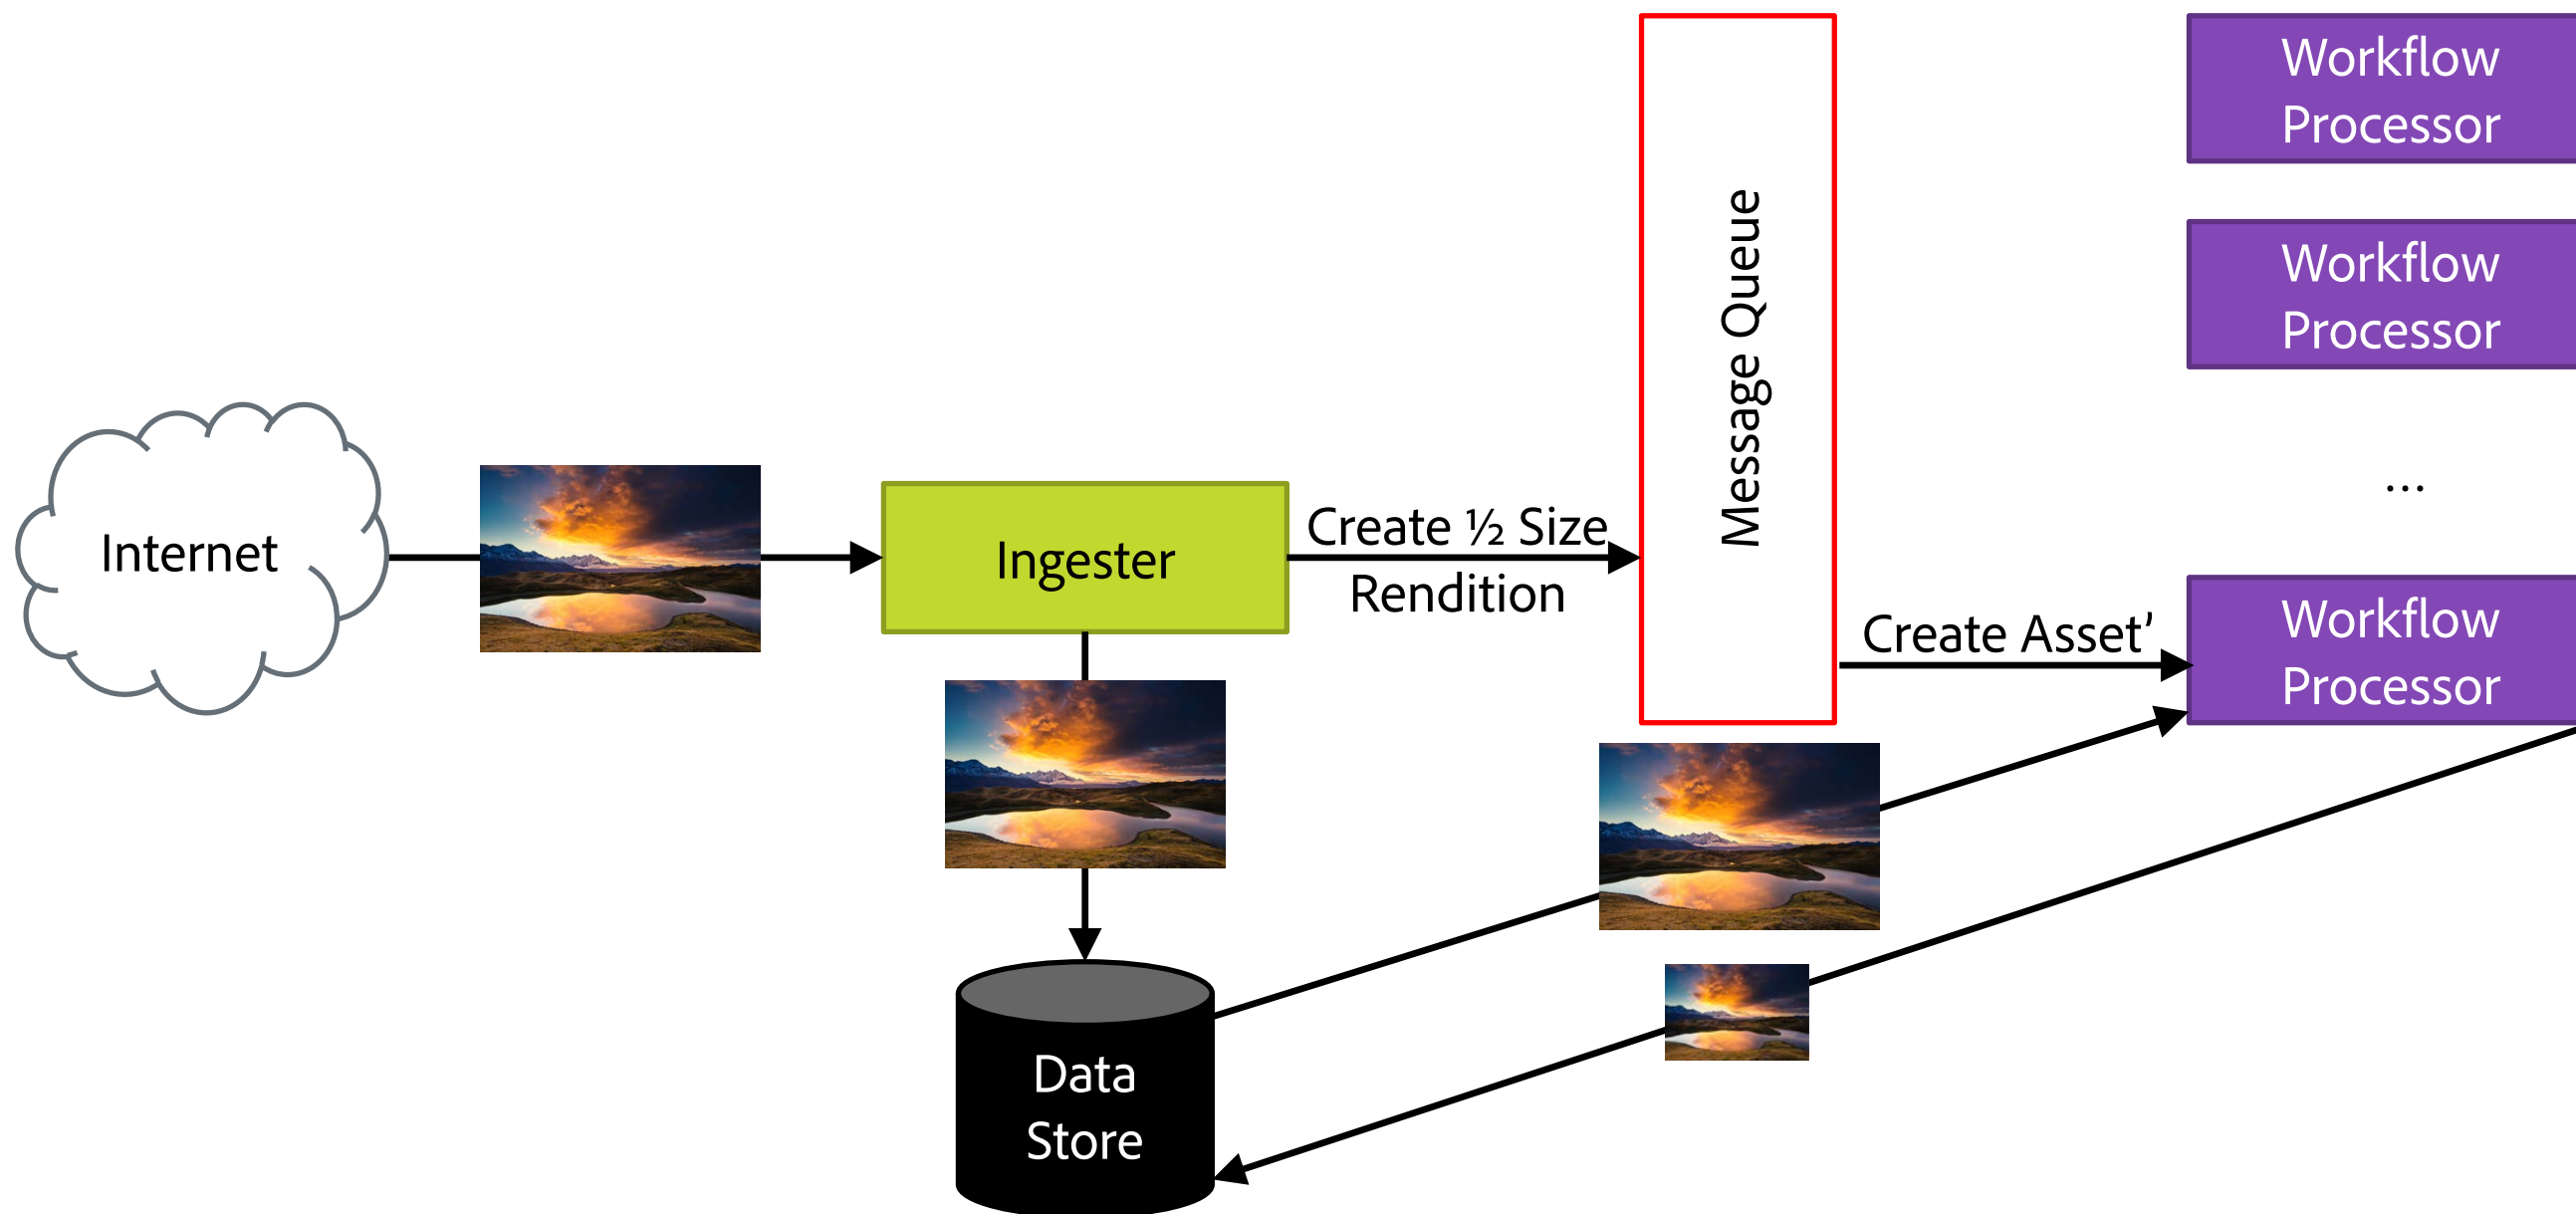 Workflow
Processor
Message Queue
Workflow
Processor
...
Internet
Ingester
Create ½ Size
Rendition
Create Asset’
Workflow
Processor
Data
Store